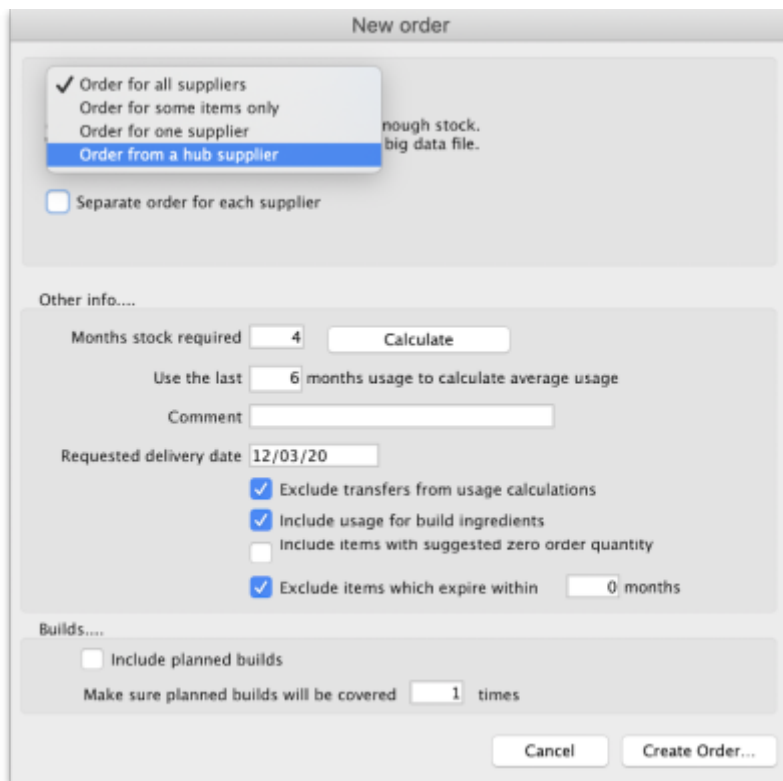 New order
✓ Order for all suppliers
Order for some items only
Order for one supplier
Order from a hub supplier
nough stock.
big data file.
Separate order for each supplier
Other info....
Months stock required 4 Calculate
Use the last 6 months usage to calculate average usage
Comment
Requested delivery date 12/03/20
Exclude transfers from usage calculations
Include usage for build ingredients
Include items with suggested zero order quantity
Exclude items which expire within 0 months
Builds....
Include planned builds
Make sure planned builds will be covered 1 times
Cancel Create Order...